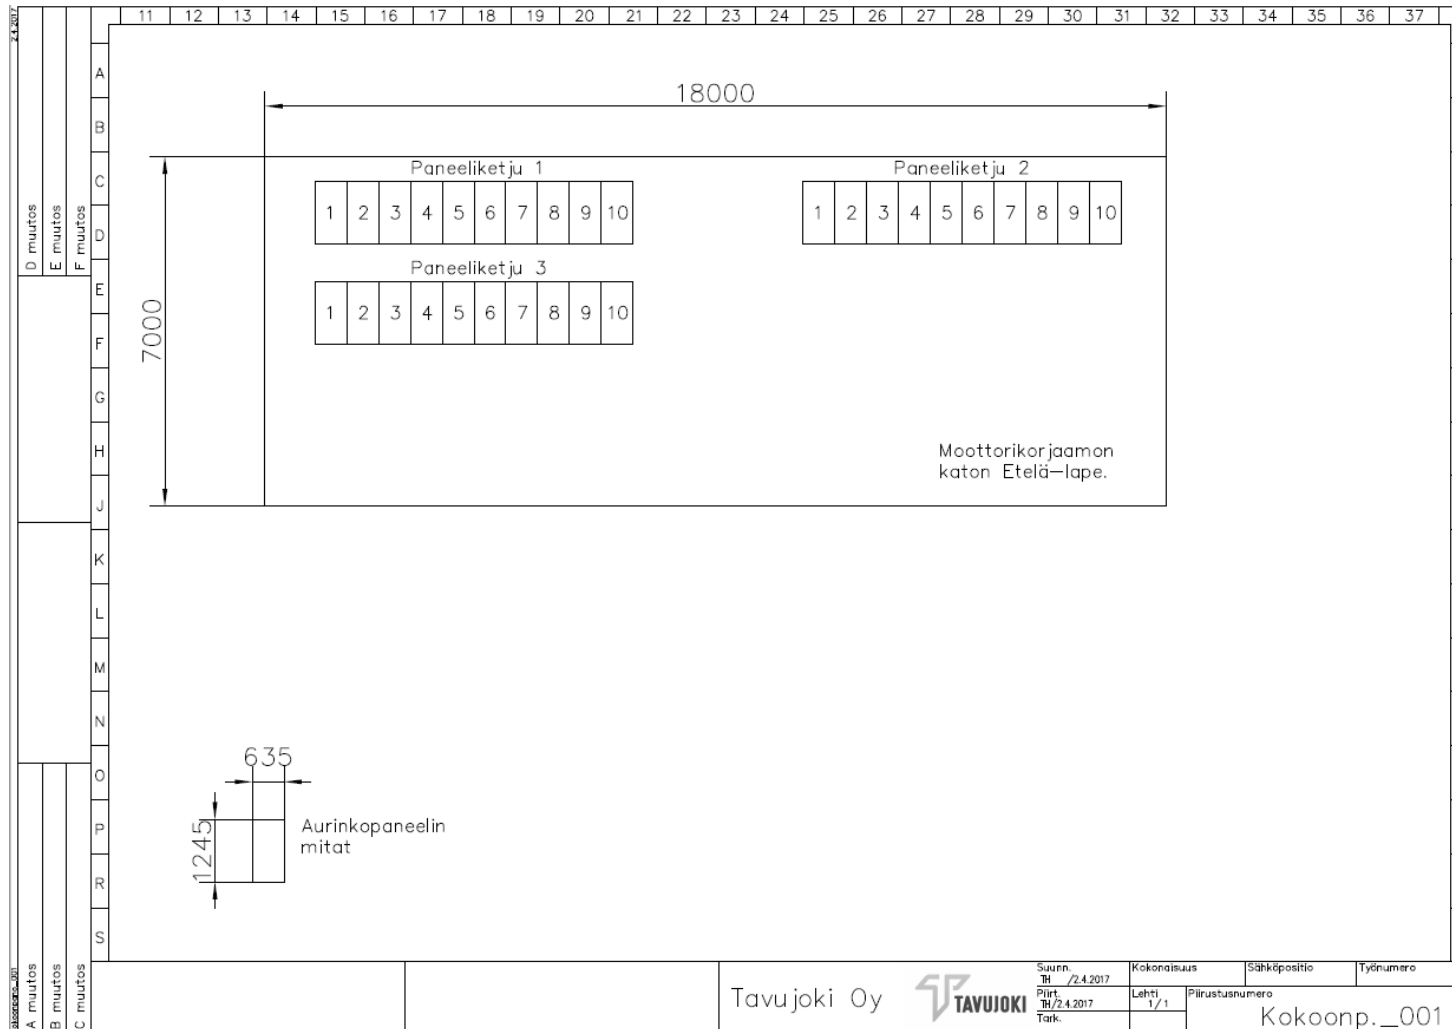 11 12 13 14 15 16 17 18 19 20 21 22 23 24 25 26 27 28 29 30 31 32 33 34 35 36 37
2.4.2017
A
B
C
D
E
F
G
H
J
K
L
M
N
O
P
R
S
D muutos
E muutos
F muutos
A muutos
B muutos
C muutos
18000
7000
Paneeliketju 1
1 2 3 4 5 6 7 8 9 10
Paneeliketju 2
1 2 3 4 5 6 7 8 9 10
Paneeliketju 3
1 2 3 4 5 6 7 8 9 10
Moottorikorjaamon
katon Etelä-lape.
635
1245
Aurinkopaneelin
mitat
Tavujoki Oy
TAVUJOKI
Suunn.
TH /2.4.2017
Piirt.
TH/2.4.2017
Tark.
Kokonaisuus
Sähköpositio
Työnumero
Lehti
1/1
Piirustusnumero
Kokoonp._001